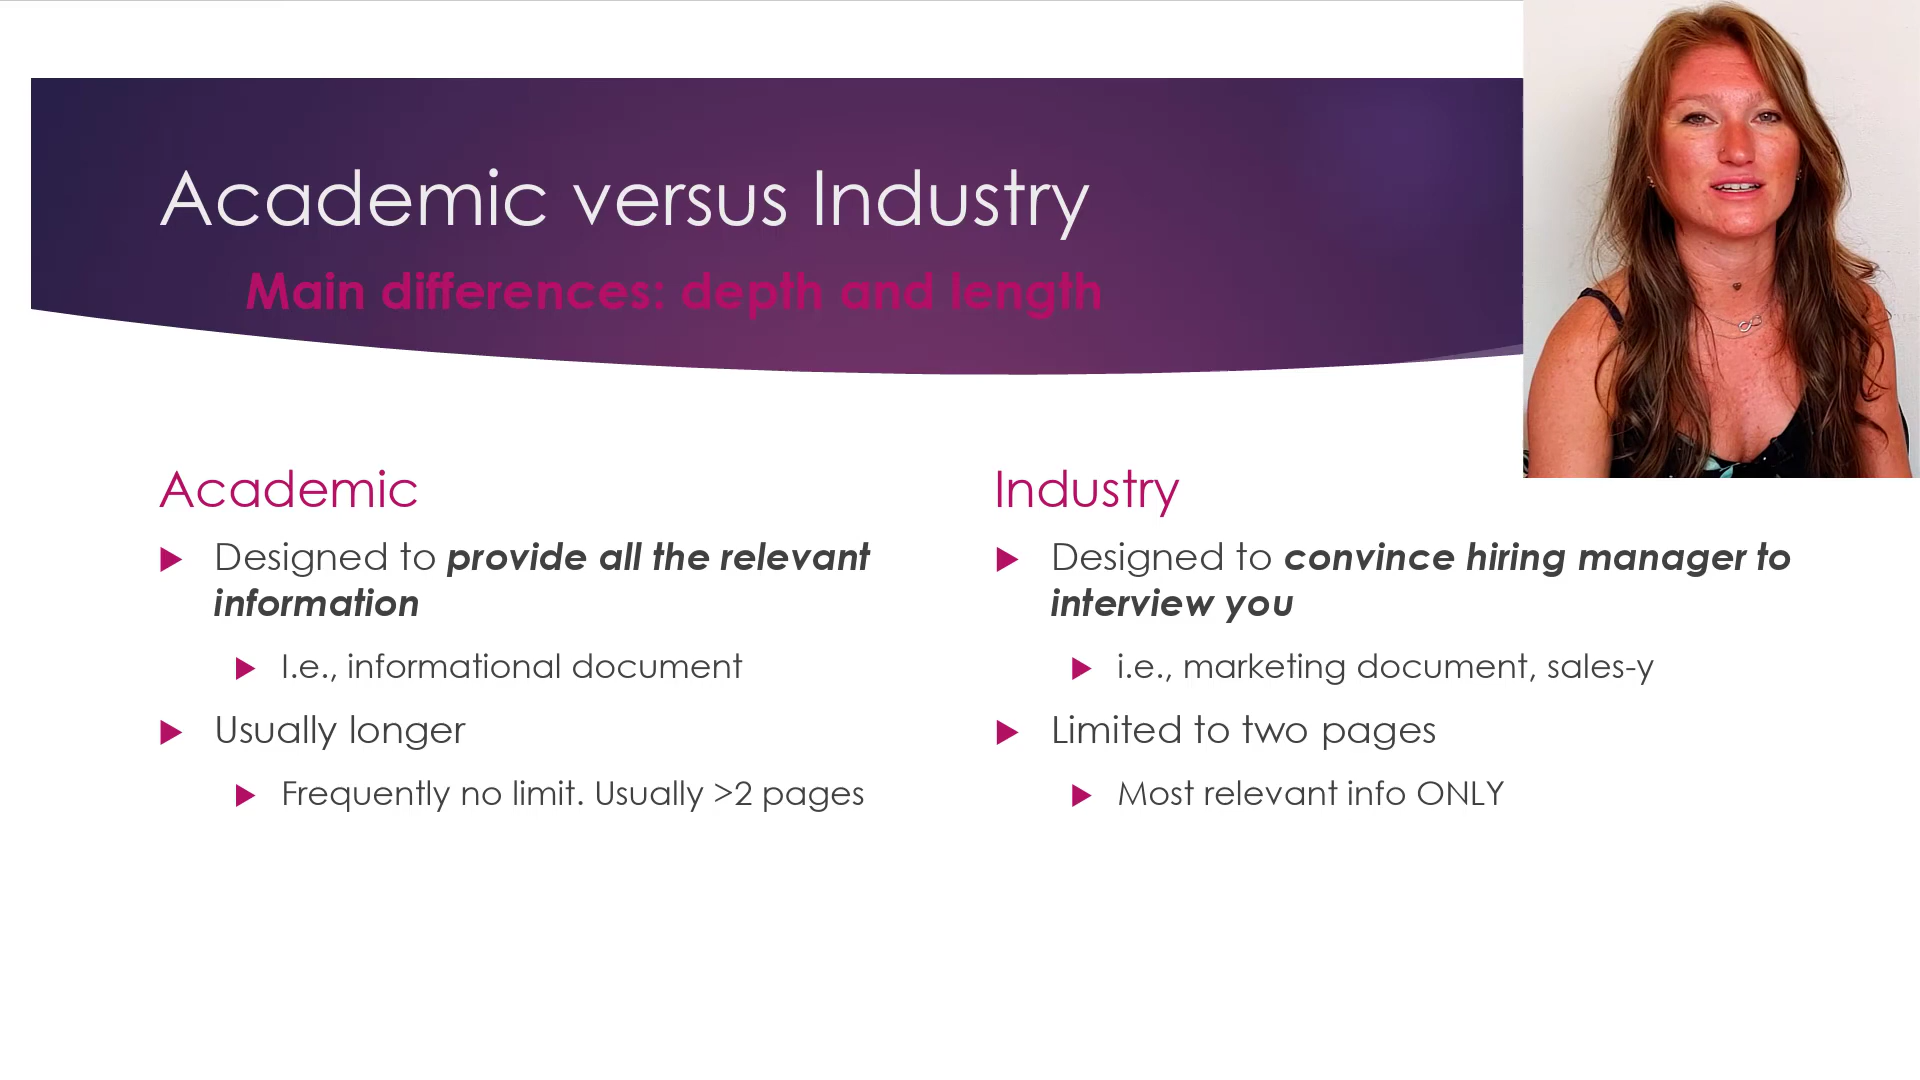 Academic versus Industry
Main differences: depth and length
Academic
Designed to provide all the relevant
information
I.e., informational document
Usually longer
Frequently no limit. Usually >2 pages
Industry
Designed to convince hiring manager to
interview you
i.e., marketing document, sales-y
Limited to two pages
Most relevant info ONLY